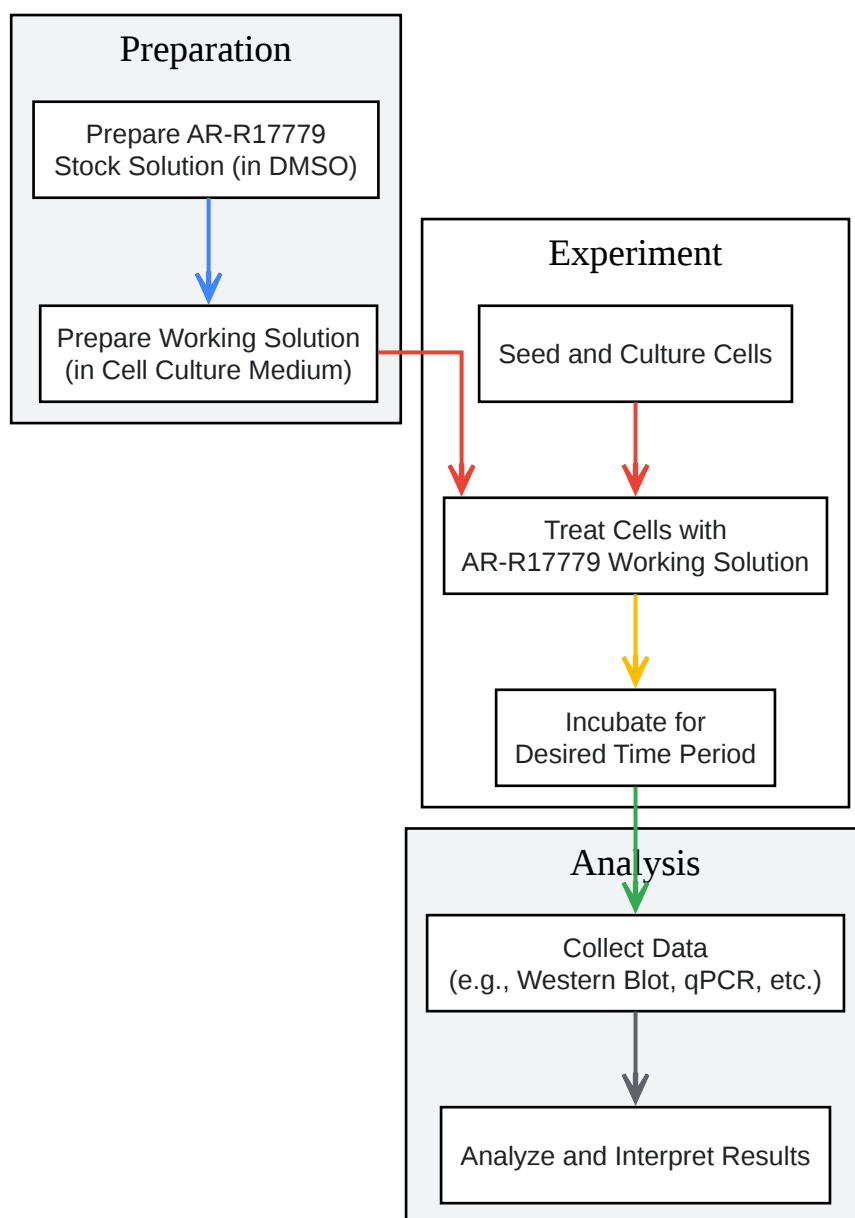 Preparation
Prepare AR-R17779
Stock Solution (in DMSO)
Prepare Working Solution
(in Cell Culture Medium)
Experiment
Seed and Culture Cells
Treat Cells with
AR-R17779 Working Solution
Incubate for
Desired Time Period
Analysis
Collect Data
(e.g., Western Blot, qPCR, etc.)
Analyze and Interpret Results